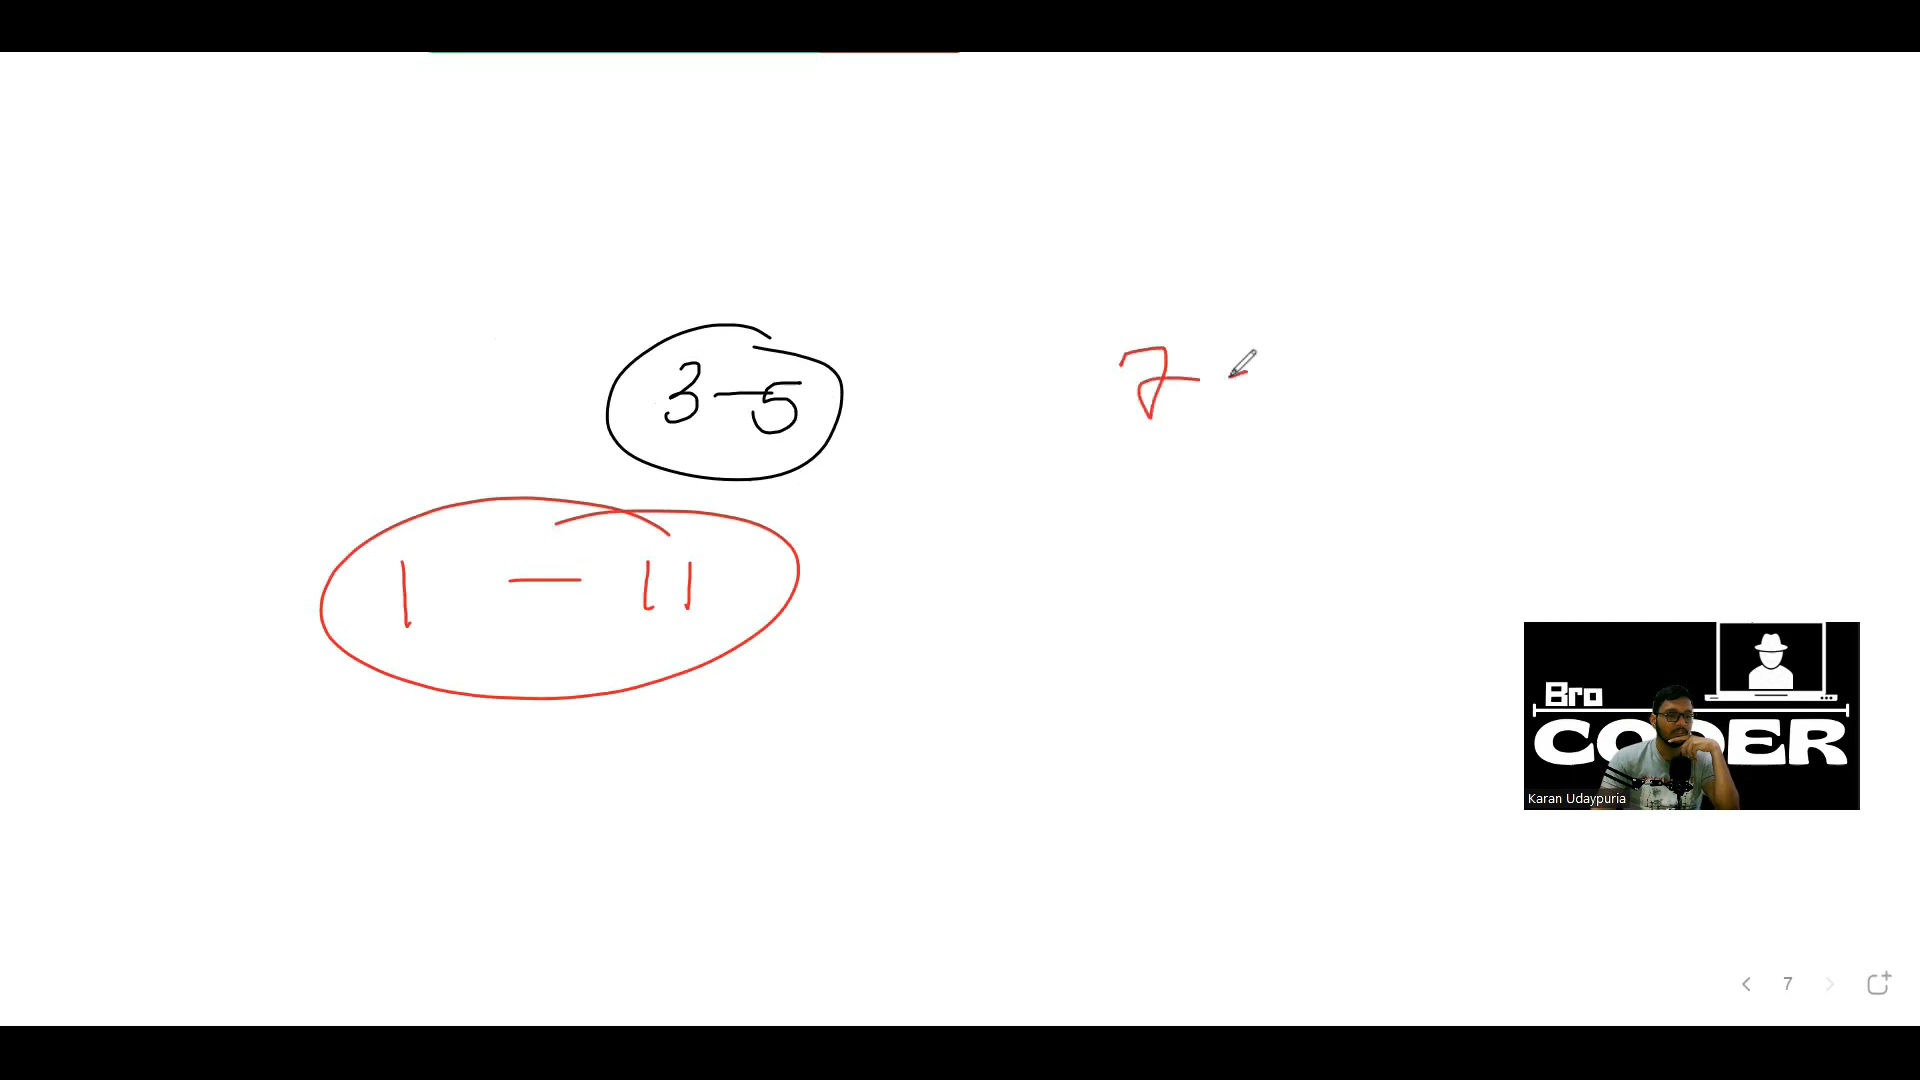 3-5
7 -
1 - 11
Bro
CODER
Karan Udaypuria
7